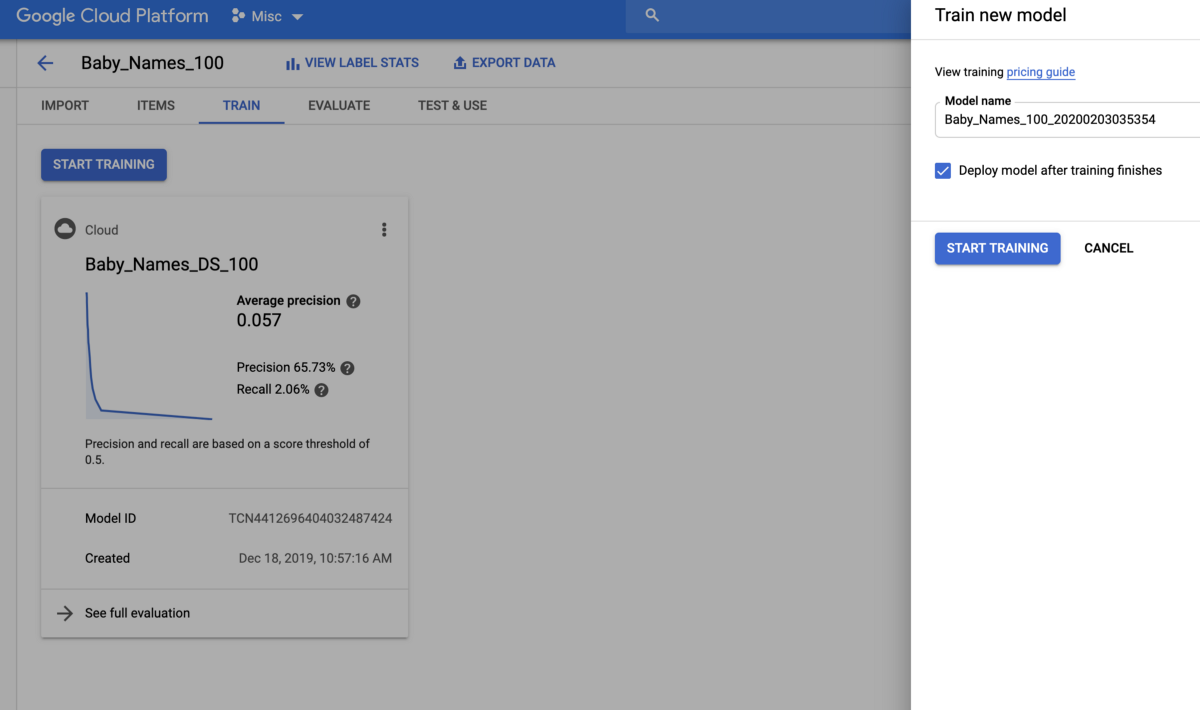 Google Cloud Platform
Misc
Baby_Names_100
VIEW LABEL STATS
EXPORT DATA
IMPORT
ITEMS
TRAIN
EVALUATE
TEST & USE
START TRAINING
Cloud
Baby_Names_DS_100
Average precision ?
0.057
Precision 65.73% ?
Recall 2.06% ?
Precision and recall are based on a score threshold of
0.5.
Model ID TCN4412696404032487424
Created Dec 18, 2019, 10:57:16 AM
See full evaluation
Train new model
View training pricing guide
Model name
Baby_Names_100_20200203035354
Deploy model after training finishes
START TRAINING
CANCEL